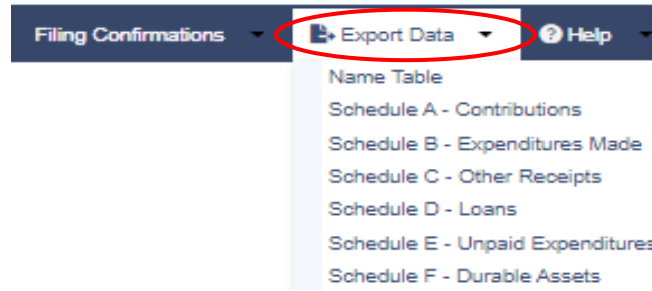 Filing Confirmations Export Data Help
Name Table
Schedule A - Contributions
Schedule B - Expenditures Made
Schedule C - Other Receipts
Schedule D - Loans
Schedule E - Unpaid Expenditures
Schedule F - Durable Assets